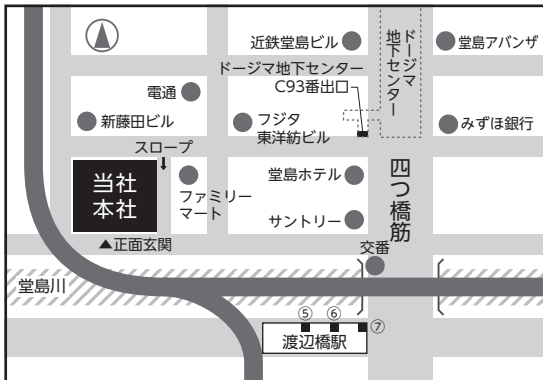 近鉄堂島ビル
ドージマ
地下センター
堂島アバンザ
ドージマ地下センター
C93番出口
電通
新藤田ビル
フジタ
東洋紡ビル
みずほ銀行
スロープ
当社
本社
ファミリー
マート
堂島ホテル
サントリー
四つ橋筋
▲正面玄関
交番
堂島川
⑤ ⑥ ⑦
渡辺橋駅